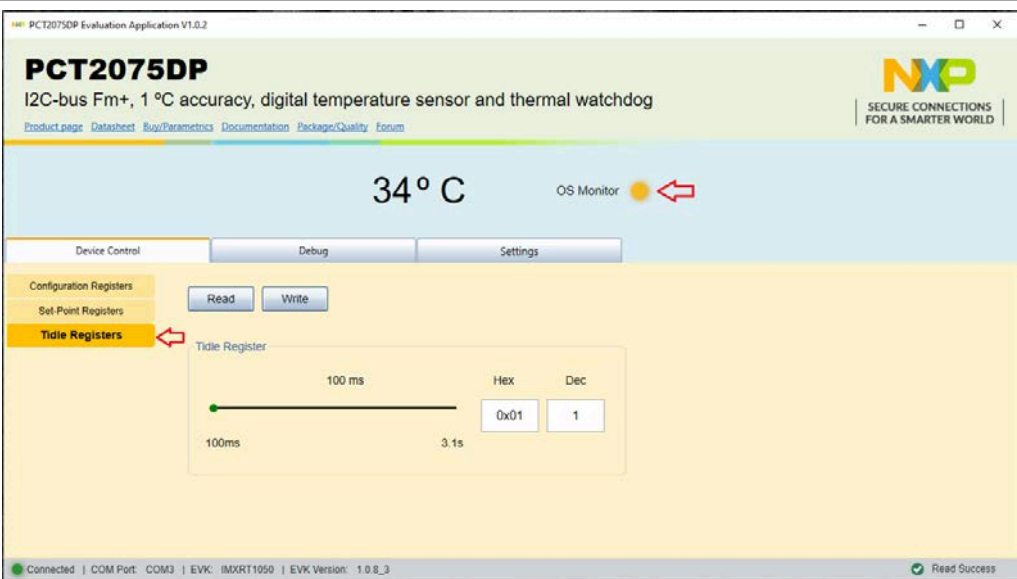 PCT2075DP Evaluation Application V1.0.2
PCT2075DP
I2C-bus Fm+, 1 ºC accuracy, digital temperature sensor and thermal watchdog
Product page Datasheet Buy/Parametrics Documentation Package/Quality Forum
NXP
SECURE CONNECTIONS
FOR A SMARTER WORLD
34º C
OS Monitor
Device Control Debug Settings
Configuration Registers
Set-Point Registers
Tidle Registers
Read Write
Tidle Register
100 ms Hex Dec
0x01 1
100ms 3.1s
Connected | COM Port: COM3 | EVK: IMXRT1050 | EVK Version: 1.0.8_3 Read Success